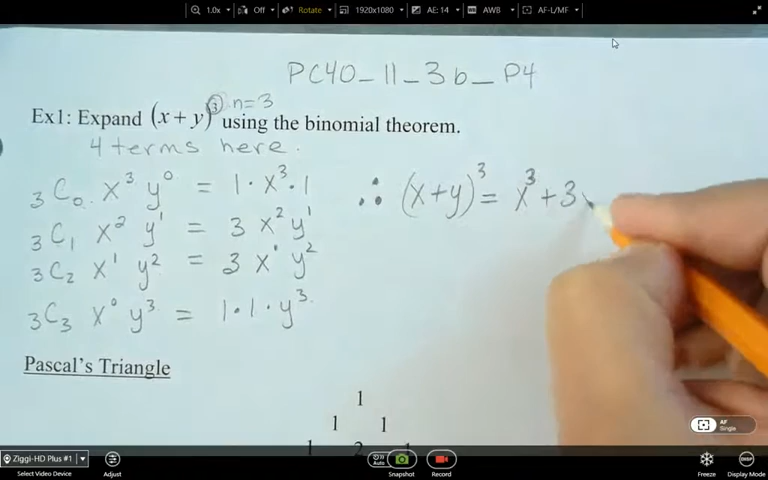 1.0x Off Rotate 1920x1080 AE: 14 AWB AF-L/MF
PC40_11_3b_P4
Ex1: Expand (x + y)^③ n=3 using the binomial theorem.
4 terms here.
₃C₀ . x³ y⁰ = 1 · x³ · 1
₃C₁ x² y¹ = 3 x² y¹
₃C₂ x¹ y² = 3 x¹ y²
₃C₃ x⁰ y³ = 1 · 1 · y³.
∴ (x+y)³ = x³ + 3
Pascal's Triangle
1
1 1
1 2 1
Ziggi-HD Plus #1
Select Video Device
Adjust
Auto
Snapshot
Record
AF
Single
Freeze
DISP
Display Mode